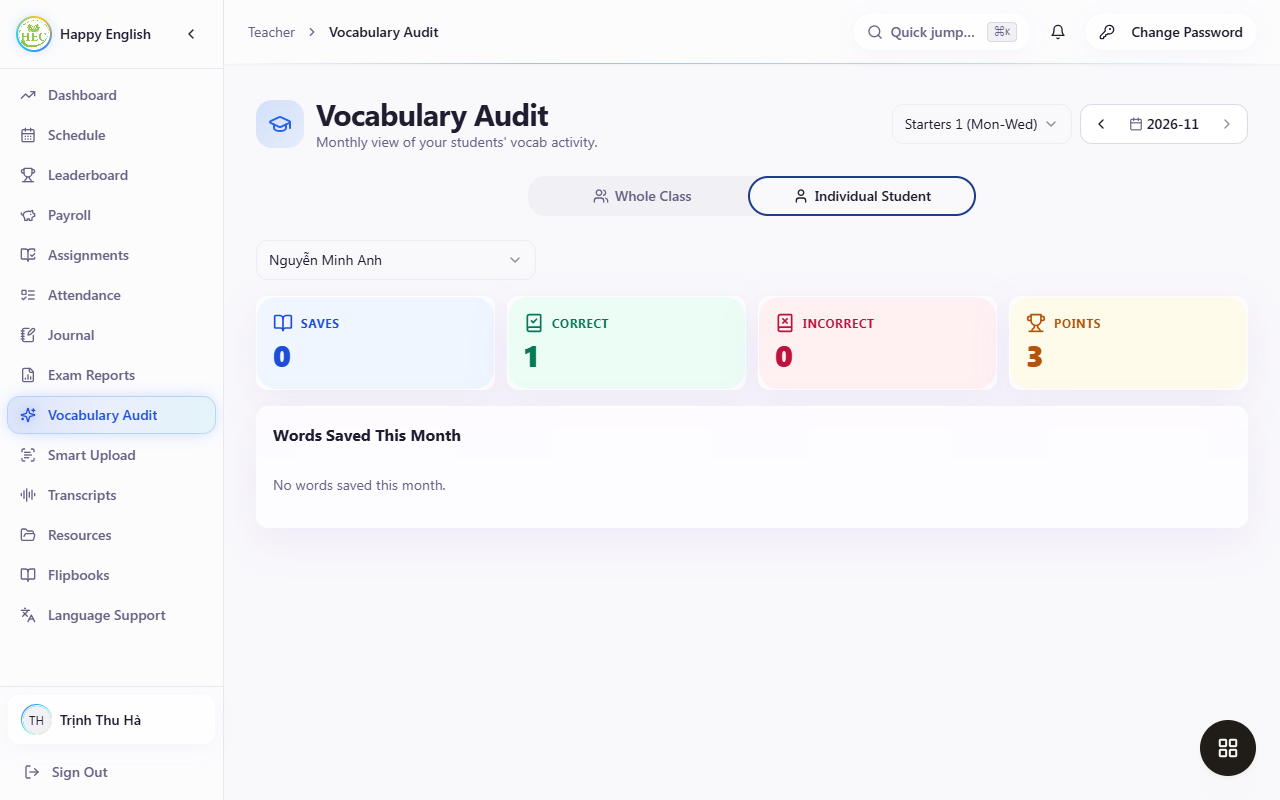 HEC
Happy English
Teacher
Vocabulary Audit
Quick jump...
⌘K
Change Password
Dashboard
Schedule
Leaderboard
Payroll
Assignments
Attendance
Journal
Exam Reports
Vocabulary Audit
Smart Upload
Transcripts
Resources
Flipbooks
Language Support
TH
Trịnh Thu Hà
Sign Out
Vocabulary Audit
Monthly view of your students' vocab activity.
Starters 1 (Mon-Wed)
2026-11
Whole Class
Individual Student
Nguyễn Minh Anh
SAVES
0
CORRECT
1
INCORRECT
0
POINTS
3
Words Saved This Month
No words saved this month.